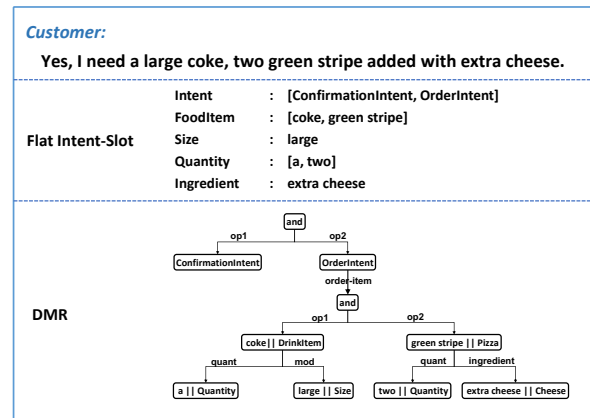 Customer:
Yes, I need a large coke, two green stripe added with extra cheese.
Flat Intent-Slot
Intent : [ConfirmationIntent, OrderIntent]
FoodItem : [coke, green stripe]
Size : large
Quantity : [a, two]
Ingredient : extra cheese
DMR
and
op1 op2
ConfirmationIntent OrderIntent
order-item
and
op1 op2
coke|| DrinkItem green stripe || Pizza
quant mod quant ingredient
a || Quantity large || Size two || Quantity extra cheese || Cheese